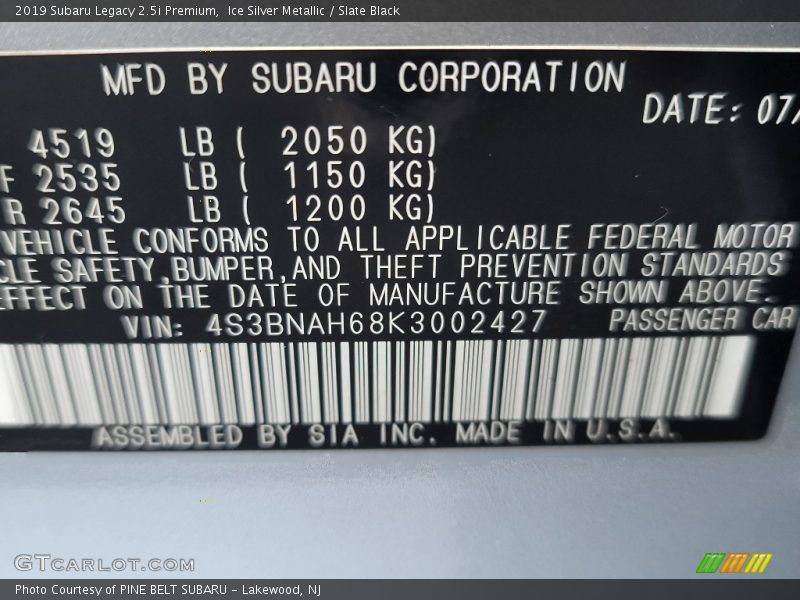 2019 Subaru Legacy 2.5i Premium, Ice Silver Metallic / Slate Black
MFD BY SUBARU CORPORATION
DATE: 07/
4519 LB ( 2050 KG)
F 2535 LB ( 1150 KG)
R 2645 LB ( 1200 KG)
VEHICLE CONFORMS TO ALL APPLICABLE FEDERAL MOTOR
CLE SAFETY,BUMPER,AND THEFT PREVENTION STANDARDS
EFFECT ON THE DATE OF MANUFACTURE SHOWN ABOVE.
VIN: 4S3BNAH68K3002427 PASSENGER CAR
ASSEMBLED BY SIA INC. MADE IN U.S.A.
GTCARLOT.COM
Photo Courtesy of PINE BELT SUBARU - Lakewood, NJ